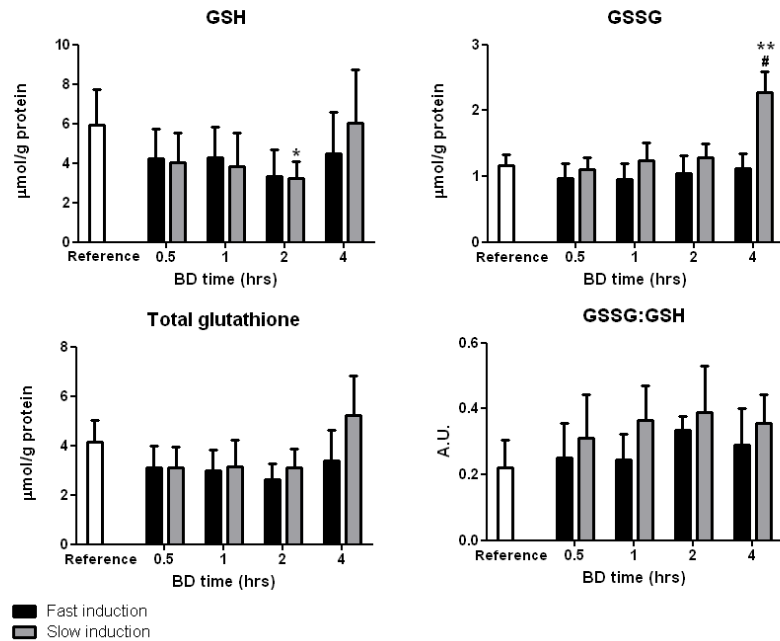 GSH
10
8
6
4
2
0
μmol/g protein
Reference 0.5 1 2 4
BD time (hrs)
GSSG
3
2
1
0
μmol/g protein
**
#
Reference 0.5 1 2 4
BD time (hrs)
*
Total glutathione
8
6
4
2
0
μmol/g protein
Reference 0.5 1 2 4
BD time (hrs)
GSSG:GSH
0.6
0.4
0.2
0.0
A.U.
Reference 0.5 1 2 4
BD time (hrs)
Fast induction
Slow induction